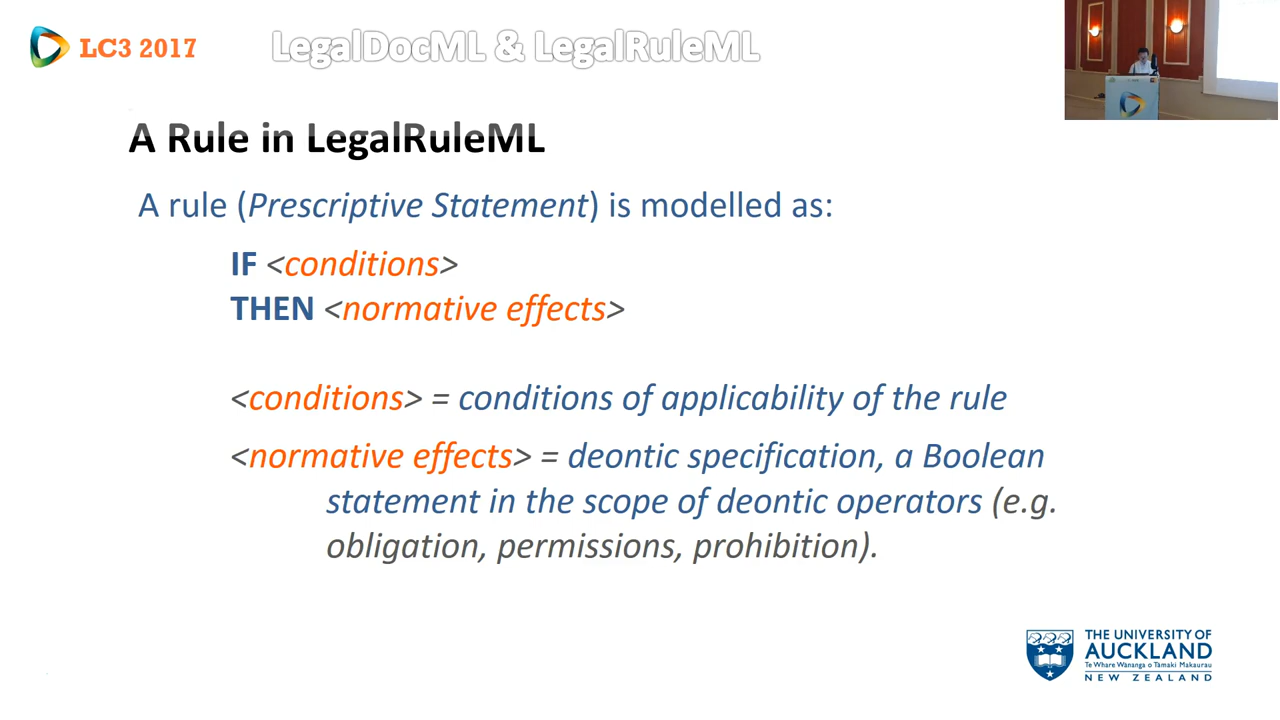 LC3 2017
LegalDocML & LegalRuleML
A Rule in LegalRuleML
A rule (Prescriptive Statement) is modelled as:
IF <conditions>
THEN <normative effects>
<conditions> = conditions of applicability of the rule
<normative effects> = deontic specification, a Boolean
statement in the scope of deontic operators (e.g.
obligation, permissions, prohibition).
THE UNIVERSITY OF
AUCKLAND
Te Whare Wananga o Tamaki Makaurau
NEW ZEALAND